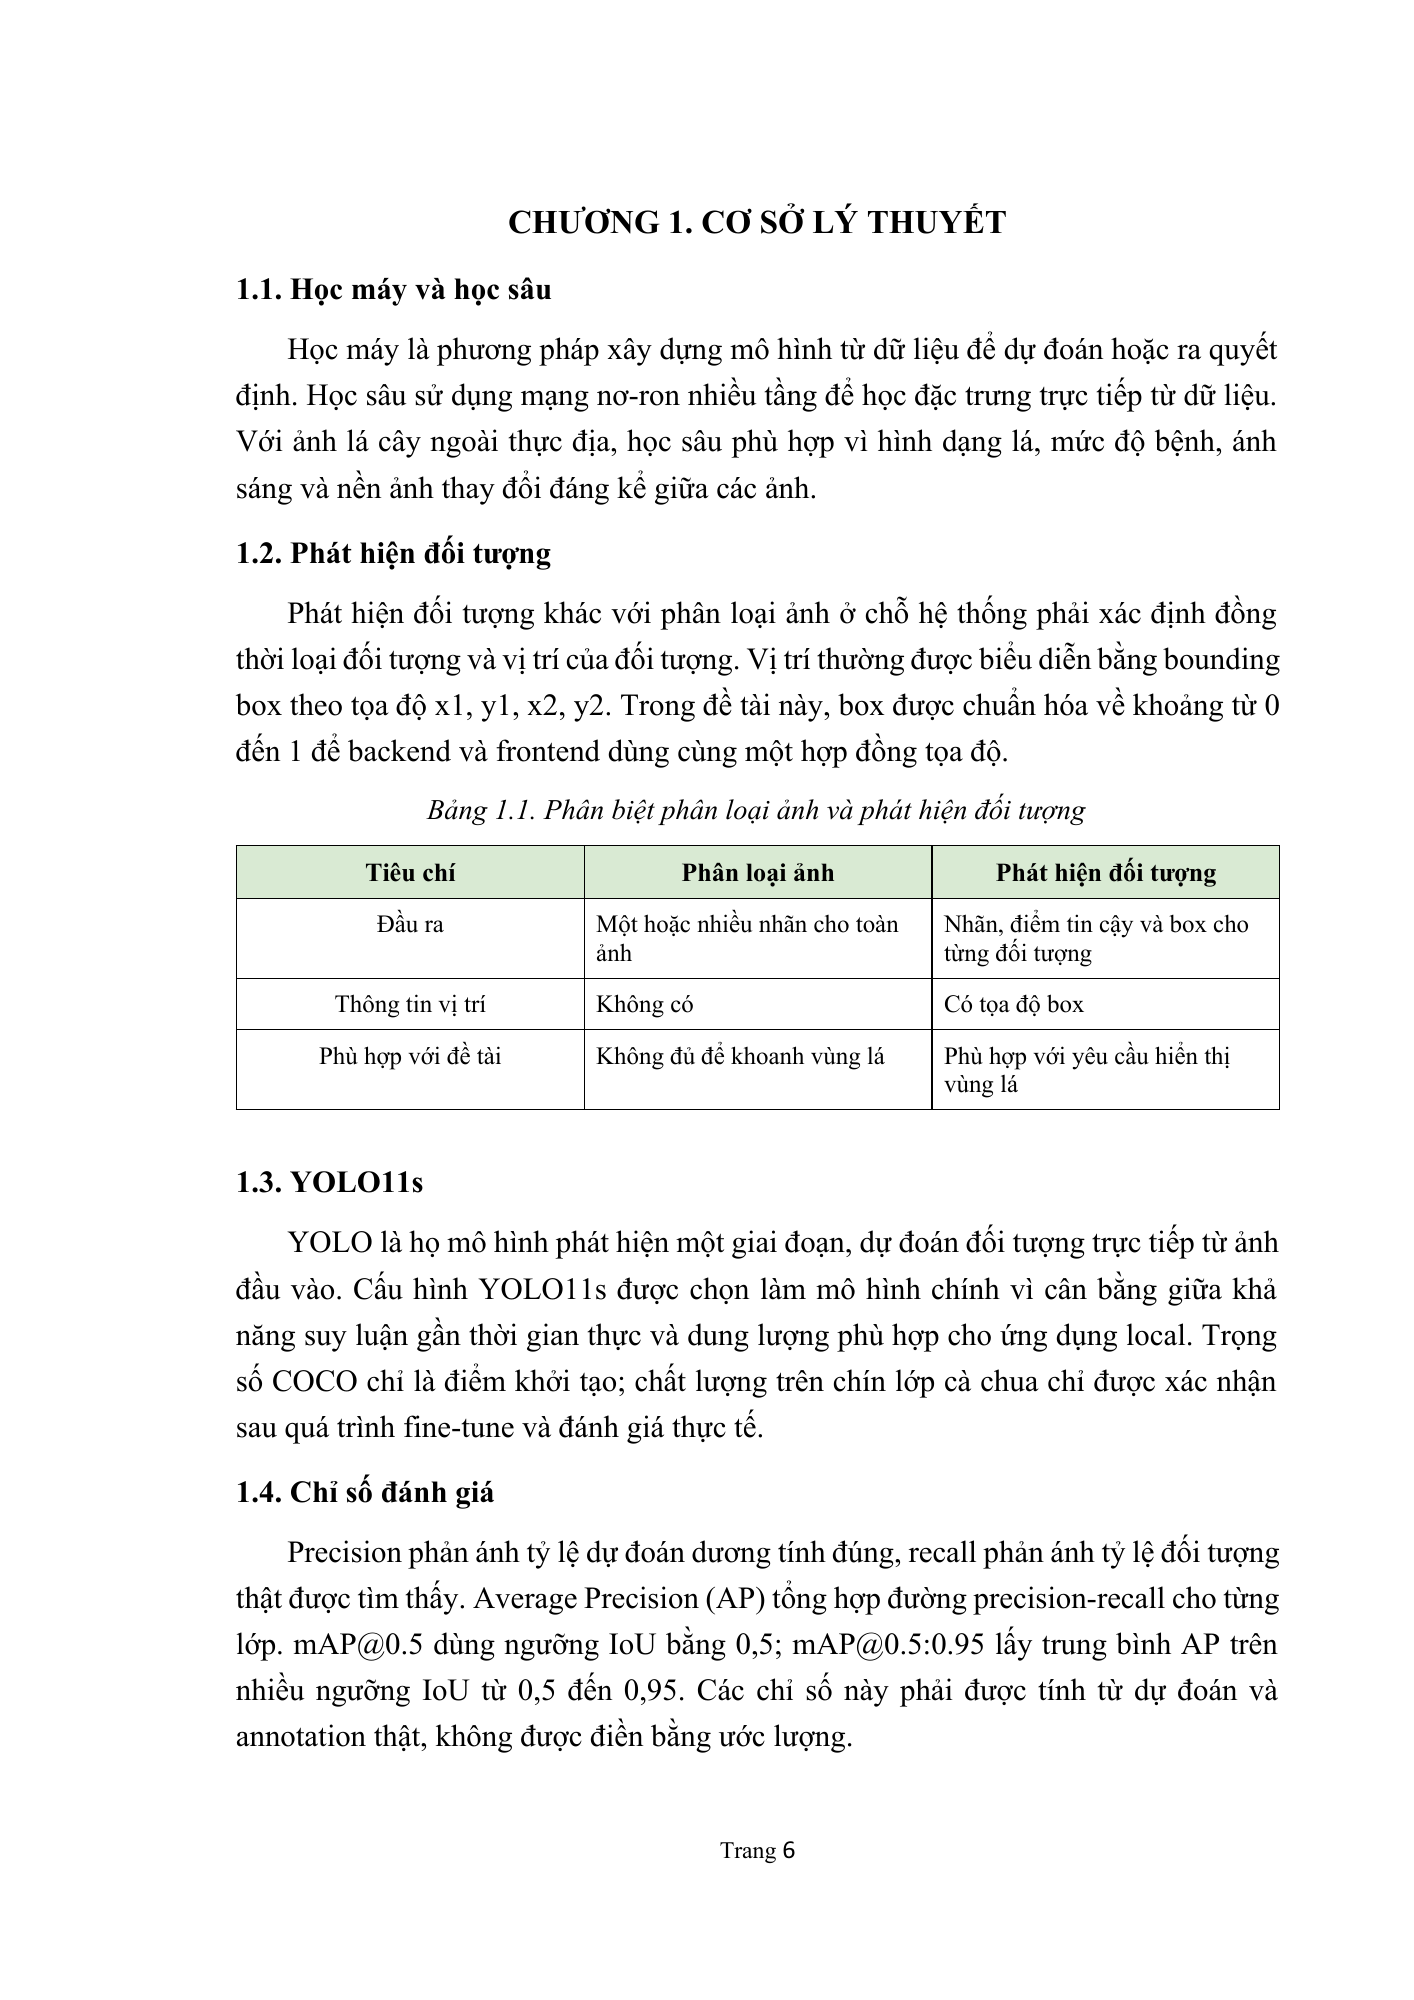 CHƯƠNG 1. CƠ SỞ LÝ THUYẾT
1.1. Học máy và học sâu
Học máy là phương pháp xây dựng mô hình từ dữ liệu để dự đoán hoặc ra quyết
định. Học sâu sử dụng mạng nơ-ron nhiều tầng để học đặc trưng trực tiếp từ dữ liệu.
Với ảnh lá cây ngoài thực địa, học sâu phù hợp vì hình dạng lá, mức độ bệnh, ánh
sáng và nền ảnh thay đổi đáng kể giữa các ảnh.
1.2. Phát hiện đối tượng
Phát hiện đối tượng khác với phân loại ảnh ở chỗ hệ thống phải xác định đồng
thời loại đối tượng và vị trí của đối tượng. Vị trí thường được biểu diễn bằng bounding
box theo tọa độ x1, y1, x2, y2. Trong đề tài này, box được chuẩn hóa về khoảng từ 0
đến 1 để backend và frontend dùng cùng một hợp đồng tọa độ.
Bảng 1.1. Phân biệt phân loại ảnh và phát hiện đối tượng
Tiêu chí Phân loại ảnh Phát hiện đối tượng
Đầu ra Một hoặc nhiều nhãn cho toàn Nhãn, điểm tin cậy và box cho
ảnh từng đối tượng
Thông tin vị trí Không có Có tọa độ box
Phù hợp với đề tài Không đủ để khoanh vùng lá Phù hợp với yêu cầu hiển thị
vùng lá
1.3. YOLO11s
YOLO là họ mô hình phát hiện một giai đoạn, dự đoán đối tượng trực tiếp từ ảnh
đầu vào. Cấu hình YOLO11s được chọn làm mô hình chính vì cân bằng giữa khả
năng suy luận gần thời gian thực và dung lượng phù hợp cho ứng dụng local. Trọng
số COCO chỉ là điểm khởi tạo; chất lượng trên chín lớp cà chua chỉ được xác nhận
sau quá trình fine-tune và đánh giá thực tế.
1.4. Chỉ số đánh giá
Precision phản ánh tỷ lệ dự đoán dương tính đúng, recall phản ánh tỷ lệ đối tượng
thật được tìm thấy. Average Precision (AP) tổng hợp đường precision-recall cho từng
lớp. mAP@0.5 dùng ngưỡng IoU bằng 0,5; mAP@0.5:0.95 lấy trung bình AP trên
nhiều ngưỡng IoU từ 0,5 đến 0,95. Các chỉ số này phải được tính từ dự đoán và
annotation thật, không được điền bằng ước lượng.
Trang 6